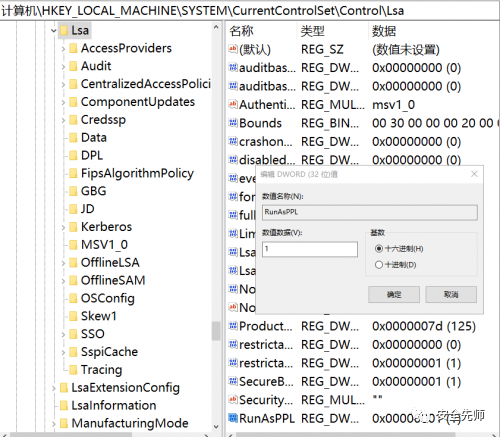 计算机\HKEY_LOCAL_MACHINE\SYSTEM\CurrentControlSet\Control\Lsa
Lsa
AccessProviders
Audit
CentralizedAccessPolici
ComponentUpdates
Credssp
Data
DPL
FipsAlgorithmPolicy
GBG
JD
Kerberos
MSV1_0
OfflineLSA
OfflineSAM
OSConfig
Skew1
SSO
SspiCache
Tracing
LsaExtensionConfig
LsaInformation
ManufacturingMode
名称 类型 数据
(默认) REG_SZ (数值未设置)
auditbas... REG_DW... 0x00000000 (0)
auditbas... REG_DW... 0x00000000 (0)
Authenti... REG_MUL... msv1_0
Bounds REG_BIN... 00 30 00 00 00 20 00
crashon... REG_DW... 0x00000000 (0)
disabled... REG_DW... 0x00000000 (0)
eve
for
full
Lim
Lsa
Lsa
No
No
Product... REG_DW... 0x0000007d (125)
restricta... REG_DW... 0x00000000 (0)
restricta... REG_DW... 0x00000001 (1)
SecureB... REG_DW... 0x00000001 (1)
Security... REG_MUL... ""
RunAsPPL REG_DW...
编辑 DWORD (32 位)值
数值名称(N):
RunAsPPL
数值数据(V):
1
基数
十六进制(H)
十进制(D)
确定 取消
安全先师